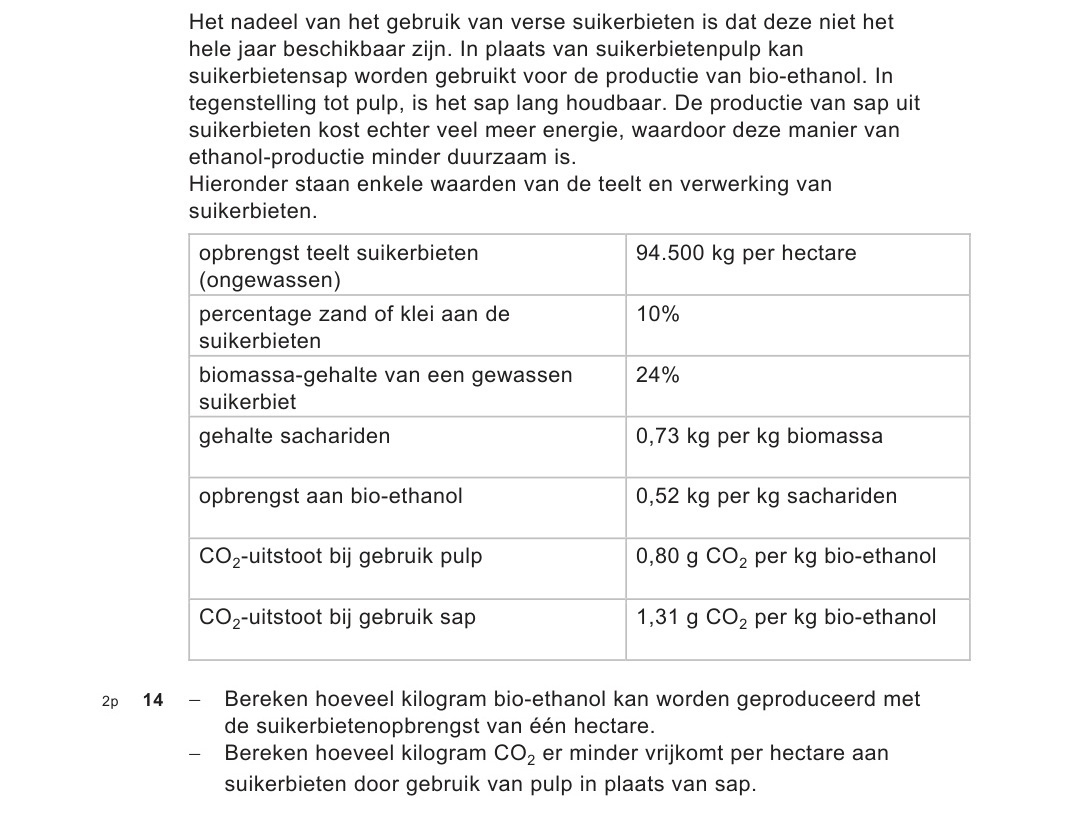 Het nadeel van het gebruik van verse suikerbieten is dat deze niet het
hele jaar beschikbaar zijn. In plaats van suikerbietenpulp kan
suikerbietensap worden gebruikt voor de productie van bio-ethanol. In
tegenstelling tot pulp, is het sap lang houdbaar. De productie van sap uit
suikerbieten kost echter veel meer energie, waardoor deze manier van
ethanol-productie minder duurzaam is.
Hieronder staan enkele waarden van de teelt en verwerking van
suikerbieten.
opbrengst teelt suikerbieten 94.500 kg per hectare
(ongewassen)
percentage zand of klei aan de 10%
suikerbieten
biomassa-gehalte van een gewassen 24%
suikerbiet
gehalte sachariden 0,73 kg per kg biomassa
opbrengst aan bio-ethanol 0,52 kg per kg sachariden
CO₂-uitstoot bij gebruik pulp 0,80 g CO₂ per kg bio-ethanol
CO₂-uitstoot bij gebruik sap 1,31 g CO₂ per kg bio-ethanol
2p 14 – Bereken hoeveel kilogram bio-ethanol kan worden geproduceerd met
de suikerbietenopbrengst van één hectare.
– Bereken hoeveel kilogram CO₂ er minder vrijkomt per hectare aan
suikerbieten door gebruik van pulp in plaats van sap.